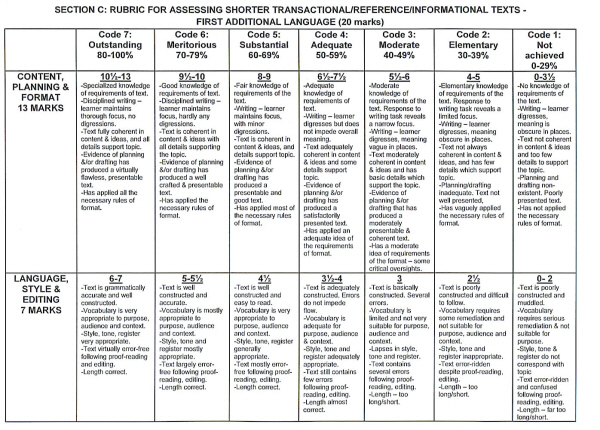 SECTION C: RUBRIC FOR ASSESSING SHORTER TRANSACTIONAL/REFERENCE/INFORMATIONAL TEXTS -
FIRST ADDITIONAL LANGUAGE (20 marks)
Code 7:
Outstanding
80-100%
Code 6:
Meritorious
70-79%
Code 5:
Substantial
60-69%
Code 4:
Adequate
50-59%
Code 3:
Moderate
40-49%
Code 2:
Elementary
30-39%
Code 1:
Not
achieved
0-29%
CONTENT,
PLANNING &
FORMAT
13 MARKS
10½-13
-Specialized knowledge
of requirements of text.
-Disciplined writing –
learner maintains
thorough focus, no
digressions.
-Text fully coherent in
content & ideas, and all
details support topic.
-Evidence of planning
&/or drafting has
produced a virtually
flawless, presentable
text.
-Has applied all the
necessary rules of
format.
9½-10
-Good knowledge of
requirements of text.
-Disciplined writing –
learner maintains
focus, hardly any
digressions.
-Text is coherent in
content & ideas with all
details supporting the
topic.
-Evidence of planning
&/or drafting has
produced a well
crafted & presentable
text.
-Has applied the
necessary rules of
format.
8-9
-Fair knowledge of
requirements of text.
-Writing – learner
maintains focus,
with minor
digressions.
-Text is coherent in
content & ideas, and
details support topic.
-Evidence of
planning &/or
drafting has
produced a
presentable and
good text.
-Has applied most of
the necessary rules
of format.
6½-7½
-Adequate
knowledge of
requirements of
text.
-Writing – learner
digresses but does
not impede overall
meaning.
-Text adequately
coherent in content
& ideas and some
details support
topic.
-Evidence of
planning &/or
drafting has
produced a
satisfactorily
presented text.
-Has applied an
adequate idea of
the requirements
of format.
5½-6
-Moderate
knowledge of
requirements of the
text. Response to
writing task reveals
a narrow focus.
-Writing – learner
digresses, meaning
vague in places.
-Text moderately
coherent in content
& ideas and has
basic details which
support the topic.
-Evidence of
planning &/or
drafting that has
produced a
moderately
presentable &
coherent text.
-Has a moderate
idea of requirements
of the format – some
critical oversights.
4-5
-Elementary knowledge
of requirements of the
text. Response to
writing task reveals a
limited focus.
-Writing – learner
digresses, meaning
obscure in places.
-Text not always
coherent in content &
ideas, and has few
details which support
topic.
-Planning/drafting
inadequate. Text not
well presented.
-Has vaguely applied
the necessary rules of
format.
0-3½
-No knowledge of
requirements of
the text.
-Writing – learner
digresses,
meaning is
obscure in places.
-Text not coherent
in content & ideas
and too few
details to support
the topic.
-Planning and
drafting non-
existent. Poorly
presented text.
-Has not applied
the necessary
rules of format.
LANGUAGE,
STYLE &
EDITING
7 MARKS
6-7
-Text is grammatically
accurate and well
constructed.
-Vocabulary is very
appropriate to purpose,
audience and context.
-Style, tone, register
very appropriate.
-Text virtually error-free
following proof-reading
and editing.
-Length correct.
5-5½
-Text is well
constructed and
accurate.
-Vocabulary is mostly
appropriate to
purpose, audience
and context.
-Style, tone and
register mostly
appropriate.
-Text largely error-
free following proof-
reading, editing.
-Length correct.
4½
-Text is well
constructed and
easy to read.
-Vocabulary is
appropriate to
purpose, audience
and context.
-Style, tone, register
generally
appropriate.
-Text mostly error-
free following proof-
reading, editing.
-Length correct.
3½-4
-Text is adequately
constructed. Errors
do not impede
flow.
-Vocabulary is
adequate for
purpose, audience
& context.
-Style, tone and
register adequately
appropriate.
-Text still contains
few errors
following proof-
reading, editing.
-Length almost
correct.
3
-Text is basically
constructed. Several
errors.
-Vocabulary is
limited and not very
suitable for purpose,
audience and
context.
-Lapses in style,
tone and register.
-Text contains
several errors
following proof-
reading, editing.
-Length – too
long/short.
2½
-Text is poorly
constructed and difficult
to follow.
-Vocabulary requires
some remediation and
not suitable for
purpose, audience and
context.
-Style, tone and
register inappropriate.
-Text error-ridden
despite proof-reading,
editing.
-Length – too
long/short.
0- 2
-Text is poorly
constructed and
muddled.
-Vocabulary
requires serious
remediation & not
suitable for
purpose.
-Style, tone &
register do not
correspond with
topic
-Text error-ridden
and confused
following proof-
reading, editing.
-Length – far too
long/short.